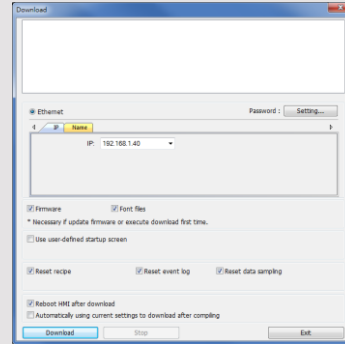 Download
Ethernet Password : Setting...
IP Name
IP: 192.168.1.40
Firmware Font files
* Necessary if update firmware or execute download first time.
Use user-defined startup screen
Reset recipe Reset event log Reset data sampling
Reboot HMI after download
Automatically using current settings to download after compiling
Download Stop Exit